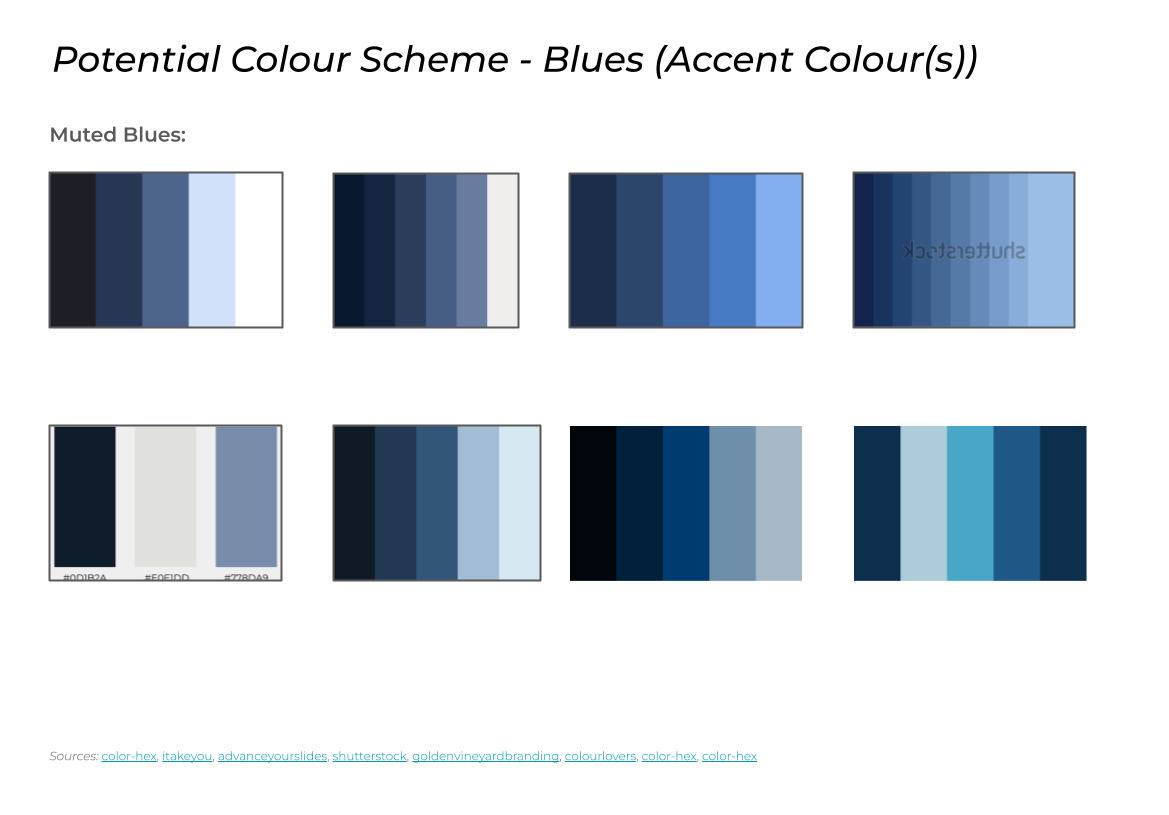 Potential Colour Scheme - Blues (Accent Colour(s))
Muted Blues:
shutterstock
#0D1B2A #E0E1DD #778DA9
Sources: color-hex, itakeyou, advanceyourslides, shutterstock, goldenvineyardbranding, colourlovers, color-hex, color-hex